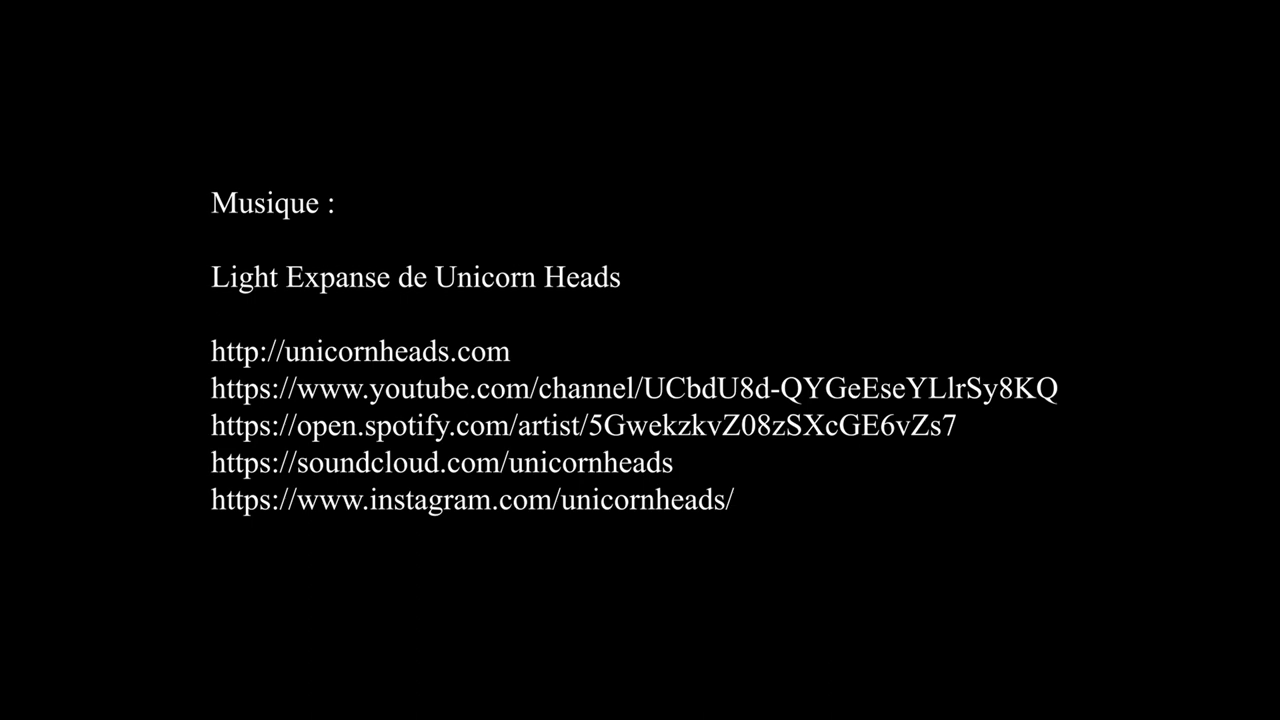 Musique :
Light Expanse de Unicorn Heads
http://unicornheads.com
https://www.youtube.com/channel/UCbdU8d-QYGeEseYLlrSy8KQ
https://open.spotify.com/artist/5GwekzkvZ08zSXcGE6vZs7
https://soundcloud.com/unicornheads
https://www.instagram.com/unicornheads/